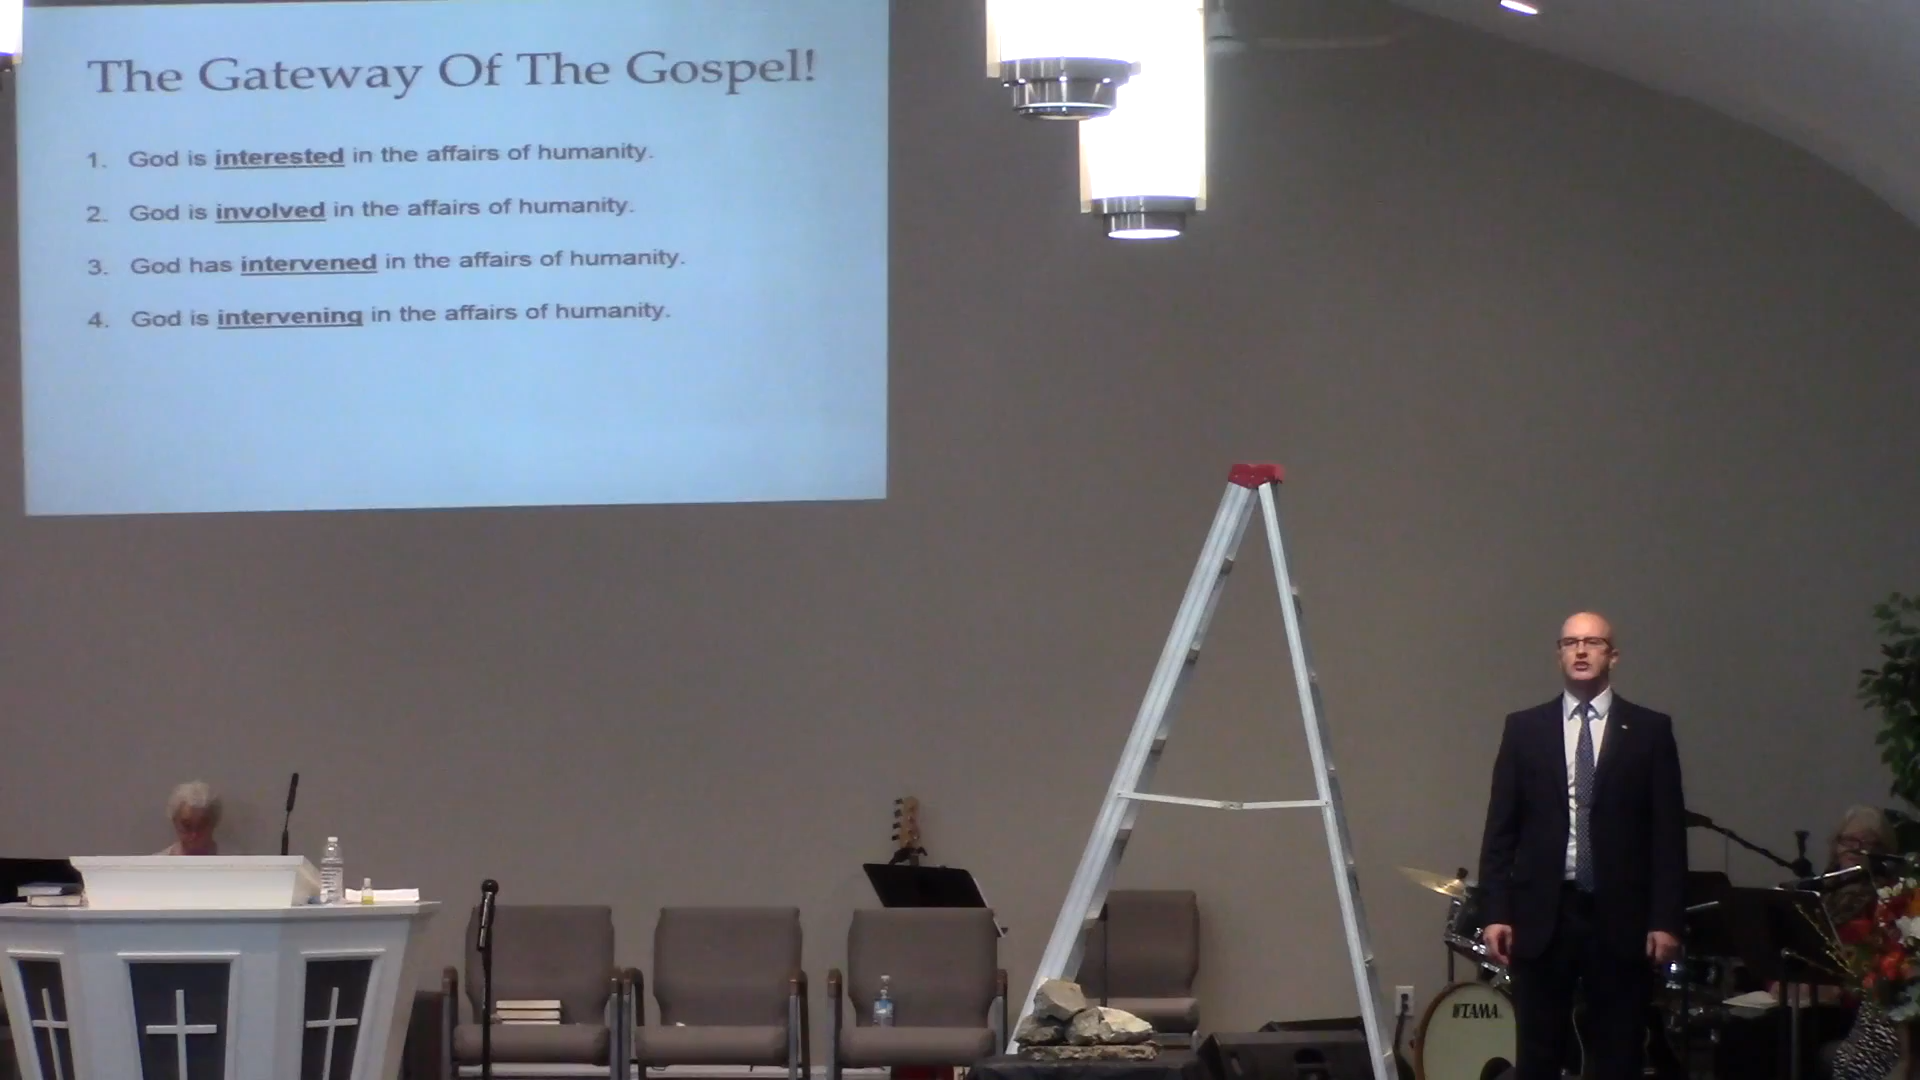 The Gateway Of The Gospel!
1. God is interested in the affairs of humanity.
2. God is involved in the affairs of humanity.
3. God has intervened in the affairs of humanity.
4. God is intervening in the affairs of humanity.
TAMA